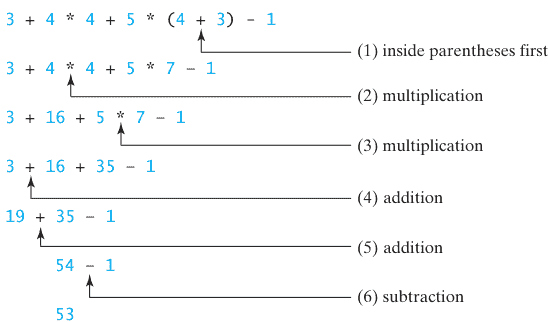 3 + 4 * 4 + 5 * (4 + 3) - 1
(1) inside parentheses first
3 + 4 * 4 + 5 * 7 - 1
(2) multiplication
3 + 16 + 5 * 7 - 1
(3) multiplication
3 + 16 + 35 - 1
(4) addition
19 + 35 - 1
(5) addition
54 - 1
(6) subtraction
53